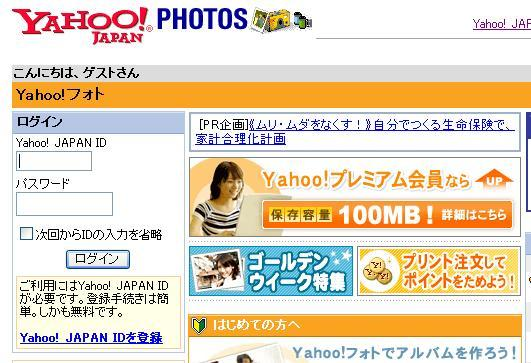 YAHOO! JAPAN PHOTOS
Yahoo! JAP
こんにちは、ゲストさん
Yahoo!フォト
ログイン
Yahoo! JAPAN ID
パスワード
次回からIDの入力を省略
ログイン
ご利用にはYahoo! JAPAN ID
が必要です。登録手続きは簡
単。しかも無料です。
Yahoo! JAPAN IDを登録
[PR企画]《ムリ・ムダをなくす!》自分でつくる生命保険で、
家計合理化計画
Yahoo!プレミアム会員なら UP
保存容量 100MB! 詳細はこちら
ゴールデン
ウイーク特集
プリント注文して
ポイントをためよう!
はじめての方へ
Yahoo!フォトでアルバムを作ろう!